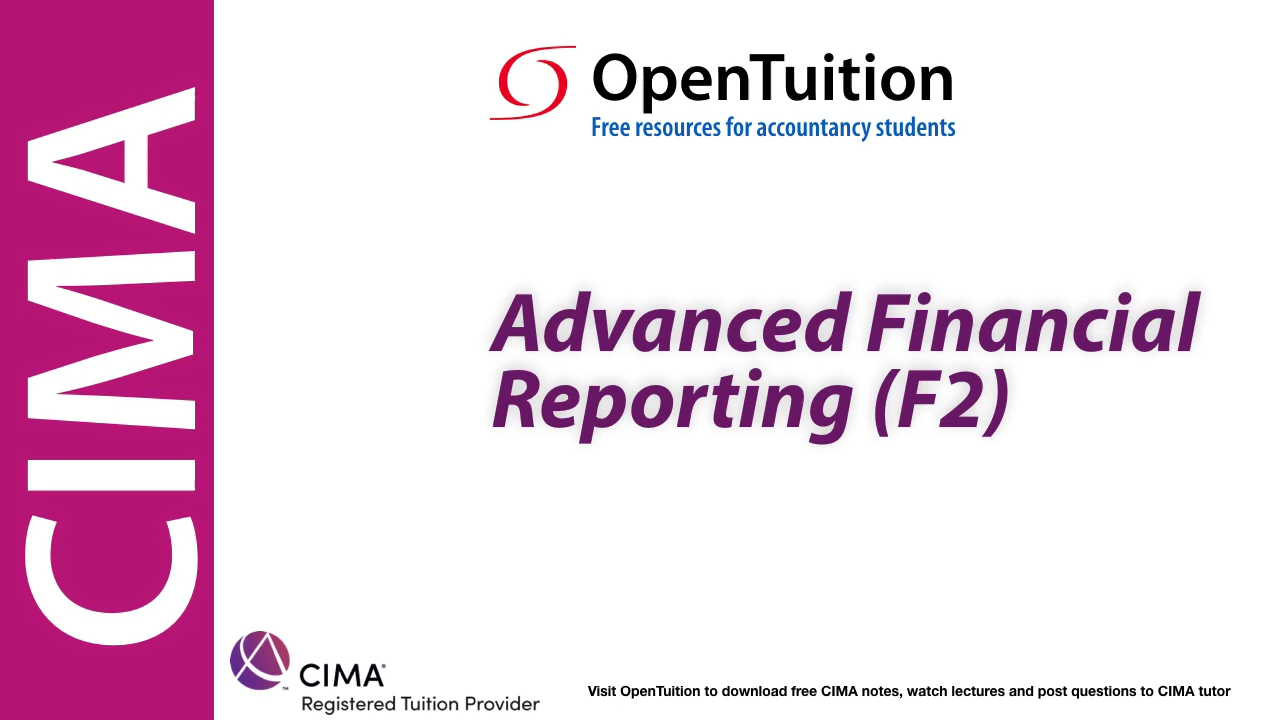 CIMA
OpenTuition
Free resources for accountancy students
Advanced Financial
Reporting (F2)
CIMA®
™
Registered Tuition Provider
Visit OpenTuition to download free CIMA notes, watch lectures and post questions to CIMA tutor